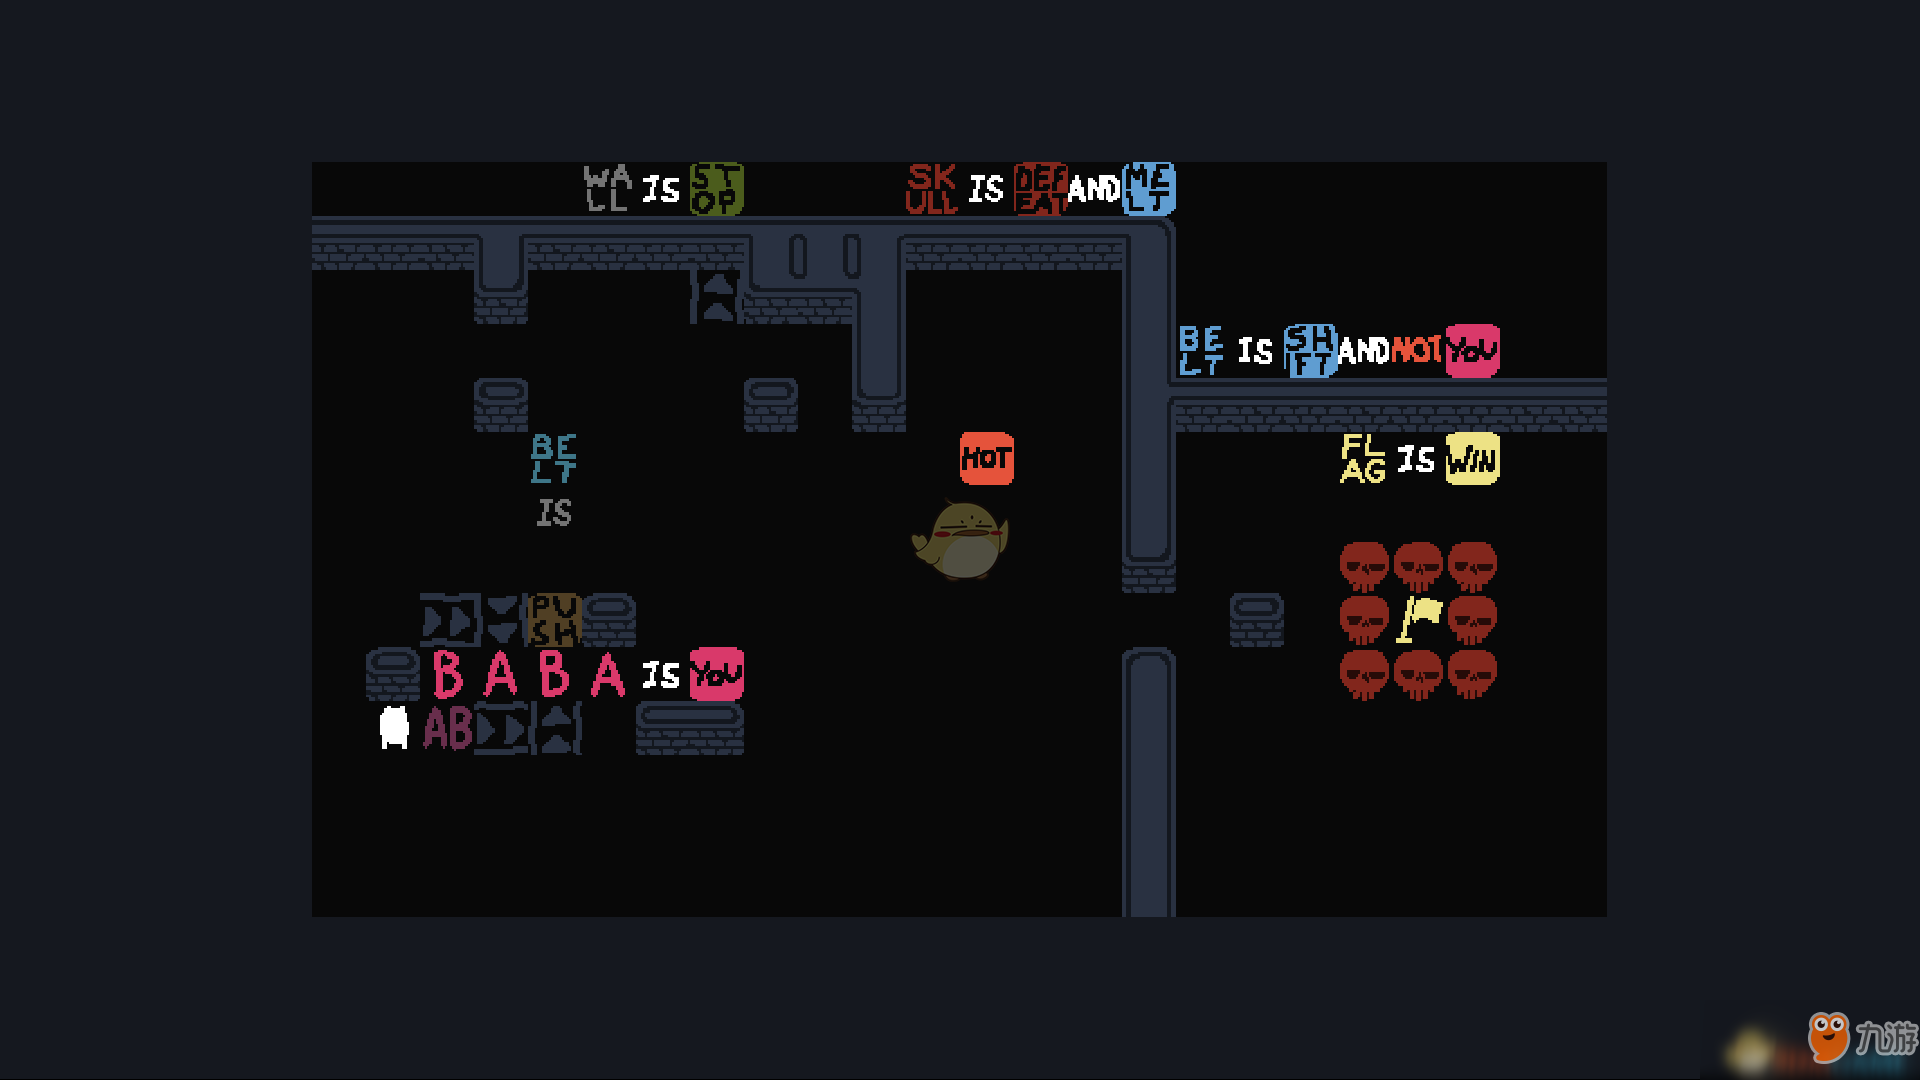 WALL IS STOP
SKULL IS DEFEAT AND MELT
BELT IS SHIFT AND NOT YOU
BELT
HOT
FLAG IS WIN
IS
PUSH
B A B A IS YOU
AB
九游